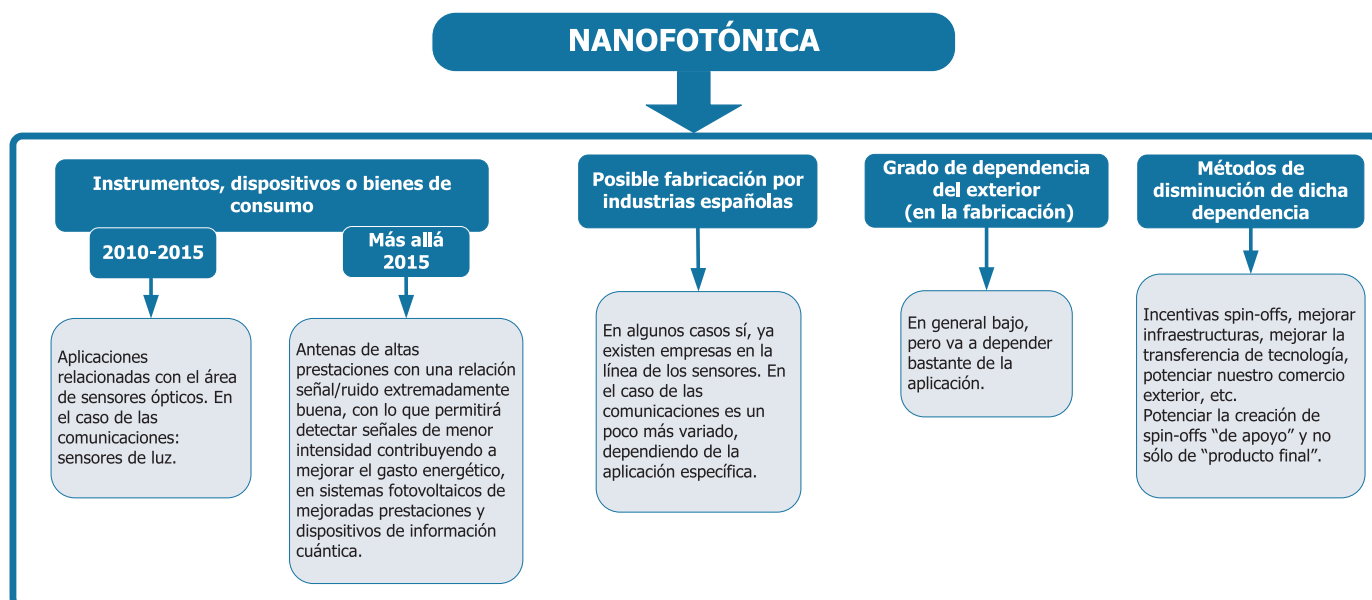 NANOFOTÓNICA
Instrumentos, dispositivos o bienes de
consumo
2010-2015
Aplicaciones
relacionadas con el área
de sensores ópticos. En
el caso de las
comunicaciones:
sensores de luz.
Más allá
2015
Antenas de altas
prestaciones con una relación
señal/ruido extremadamente
buena, con lo que permitirá
detectar señales de menor
intensidad contribuyendo a
mejorar el gasto energético,
en sistemas fotovoltaicos de
mejoradas prestaciones y
dispositivos de información
cuántica.
Posible fabricación por
industrias españolas
En algunos casos sí, ya
existen empresas en la
línea de los sensores. En
el caso de las
comunicaciones es un
poco más variado,
dependiendo de la
aplicación específica.
Grado de dependencia
del exterior
(en la fabricación)
En general bajo,
pero va a depender
bastante de la
aplicación.
Métodos de
disminución de dicha
dependencia
Incentivas spin-offs, mejorar
infraestructuras, mejorar la
transferencia de tecnología,
potenciar nuestro comercio
exterior, etc.
Potenciar la creación de
spin-offs “de apoyo” y no
sólo de “producto final”.